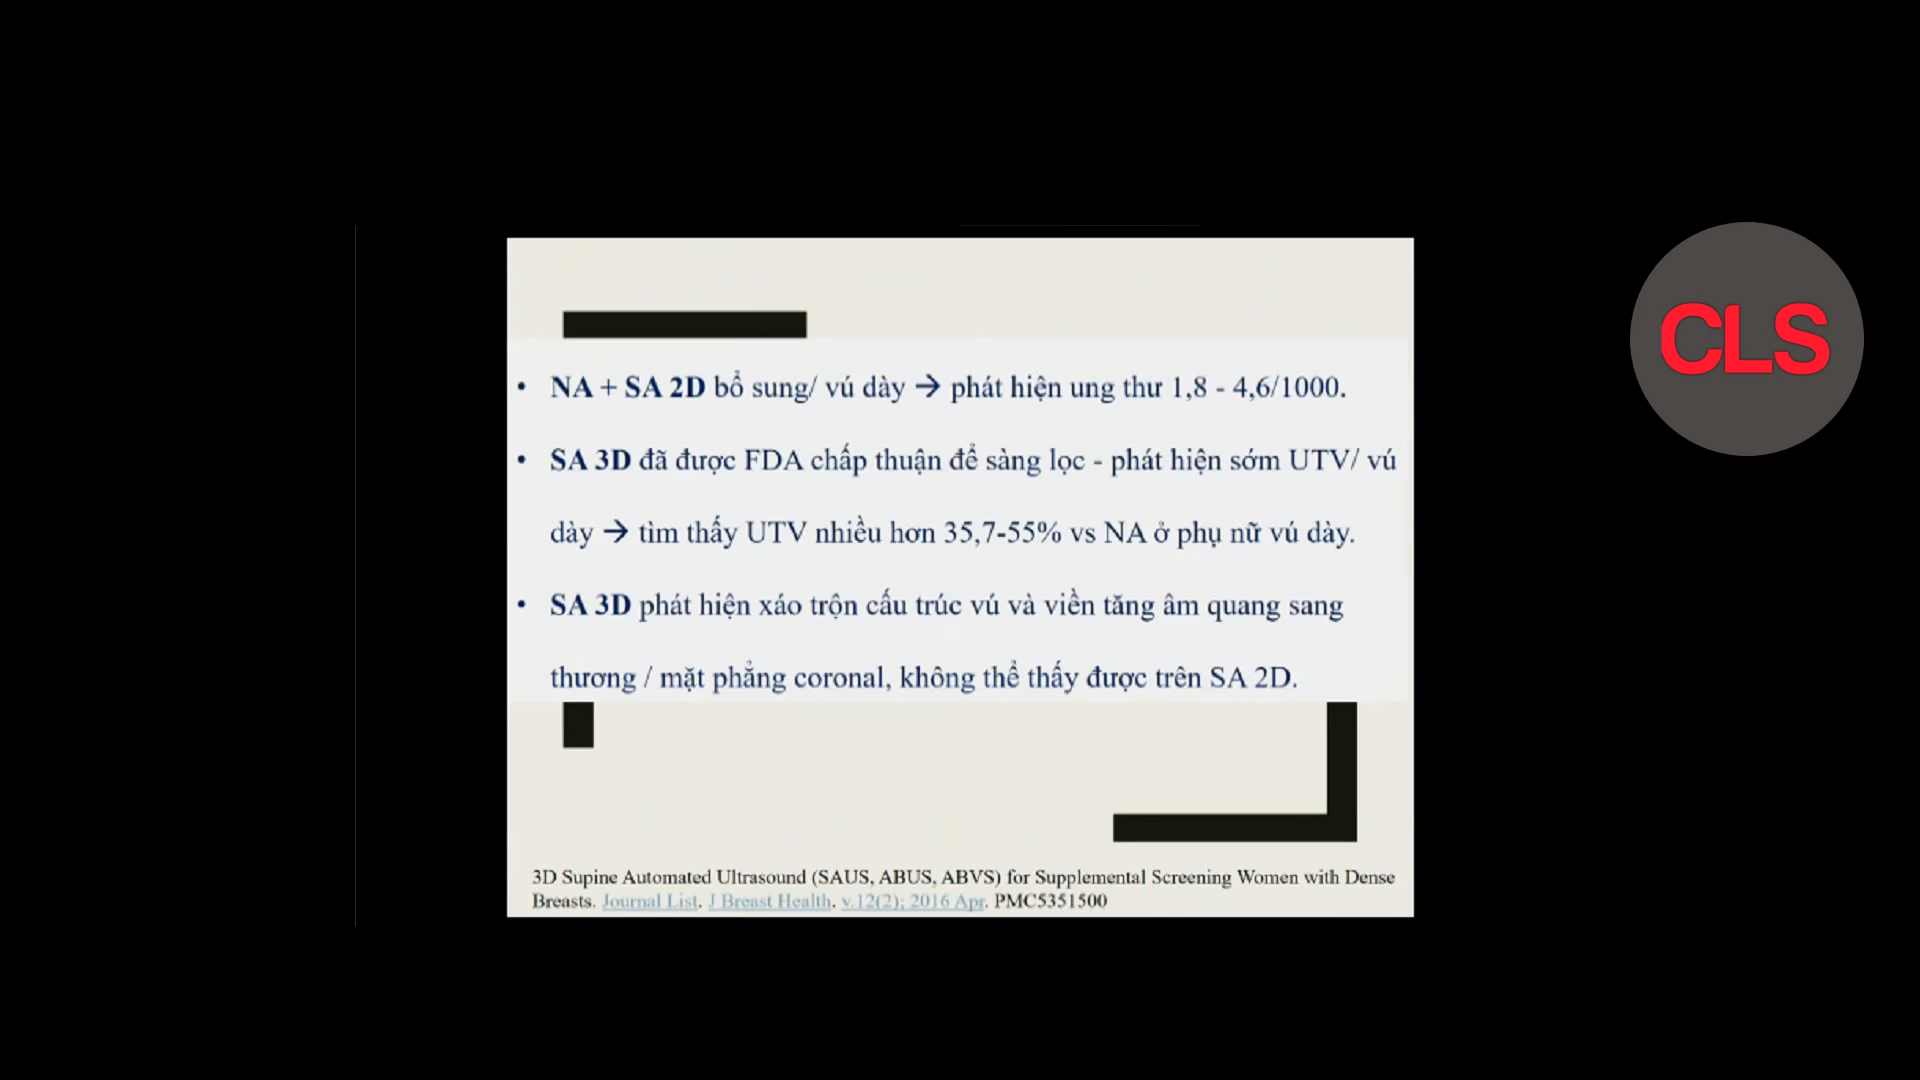 • NA + SA 2D bổ sung/ vú dày → phát hiện ung thư 1,8 - 4,6/1000.
• SA 3D đã được FDA chấp thuận để sàng lọc - phát hiện sớm UTV/ vú
dày → tìm thấy UTV nhiều hơn 35,7-55% vs NA ở phụ nữ vú dày.
• SA 3D phát hiện xáo trộn cấu trúc vú và viền tăng âm quang sang
thương / mặt phẳng coronal, không thể thấy được trên SA 2D.
3D Supine Automated Ultrasound (SAUS, ABUS, ABVS) for Supplemental Screening Women with Dense
Breasts. Journal List. J Breast Health. v.12(2); 2016 Apr. PMC5351500
CLS